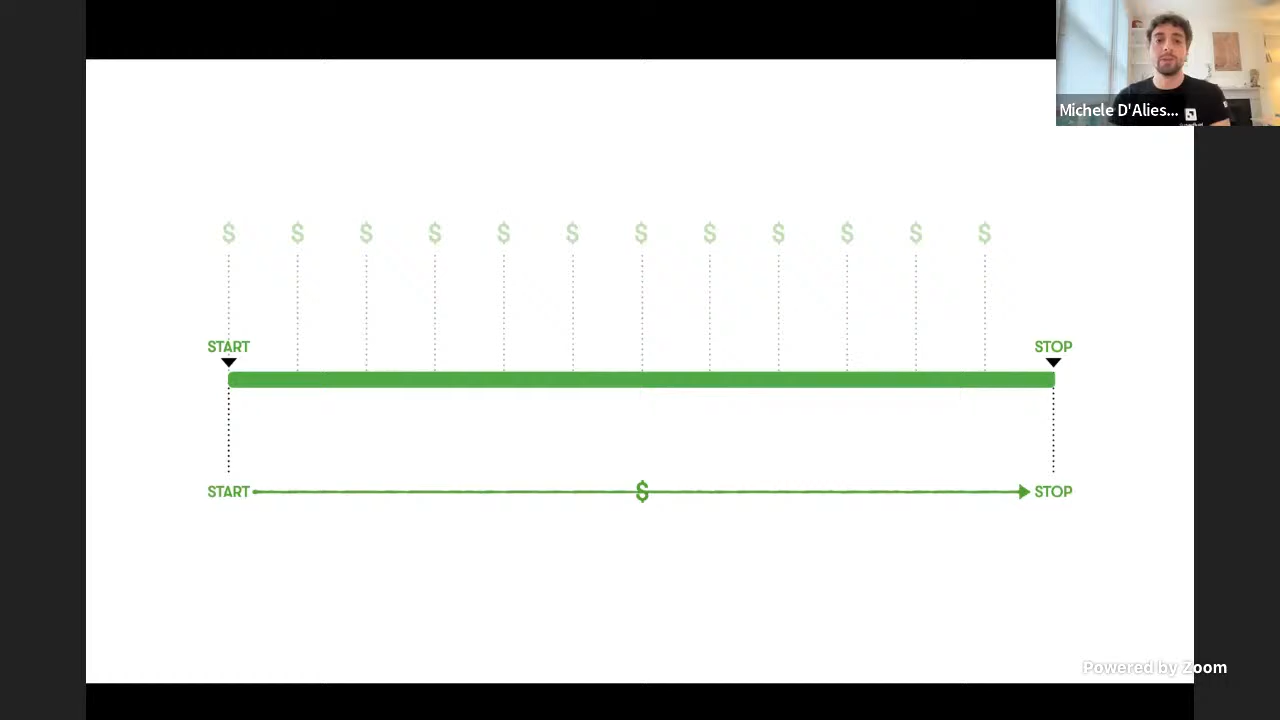 Michele D'Alies...
$ $ $ $ $ $ $ $ $ $ $ $
START STOP
START $ STOP
Powered by Zoom